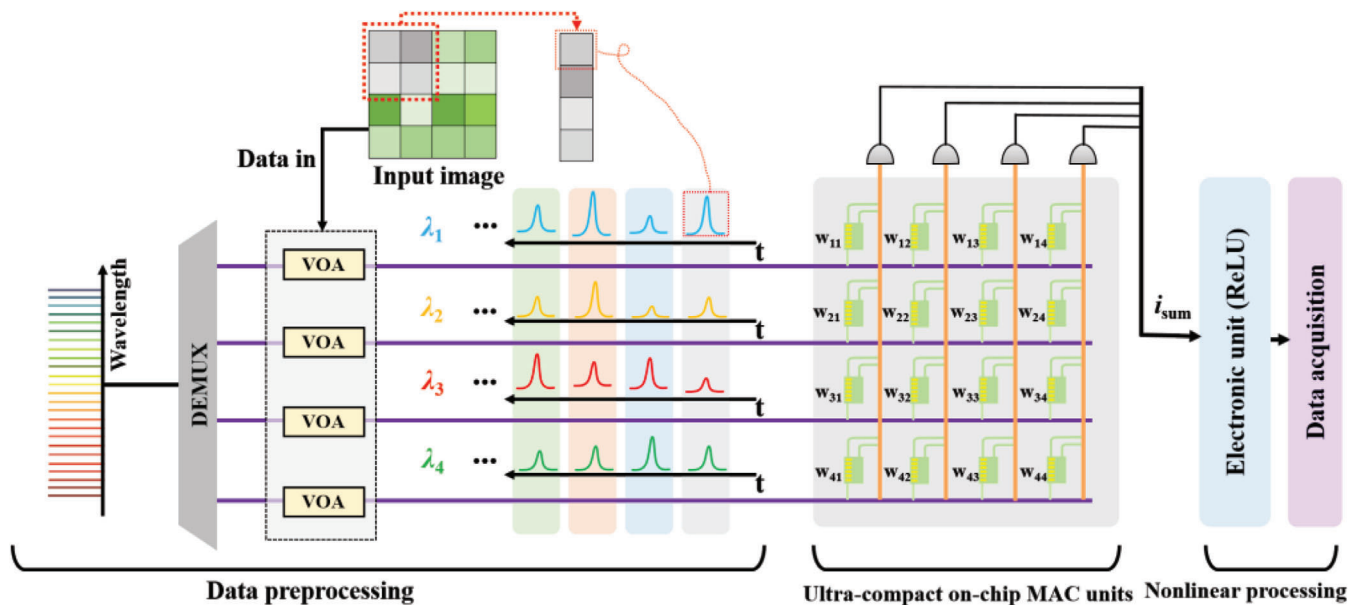 Data in
Input image
Wavelength
DEMUX
VOA
VOA
VOA
VOA
λ1 ••• t
λ2 ••• t
λ3 ••• t
λ4 ••• t
w11 w12 w13 w14
w21 w22 w23 w24
w31 w32 w33 w34
w41 w42 w43 w44
isum
Electronic unit (ReLU)
Data acquisition
Data preprocessing
Ultra-compact on-chip MAC units
Nonlinear processing